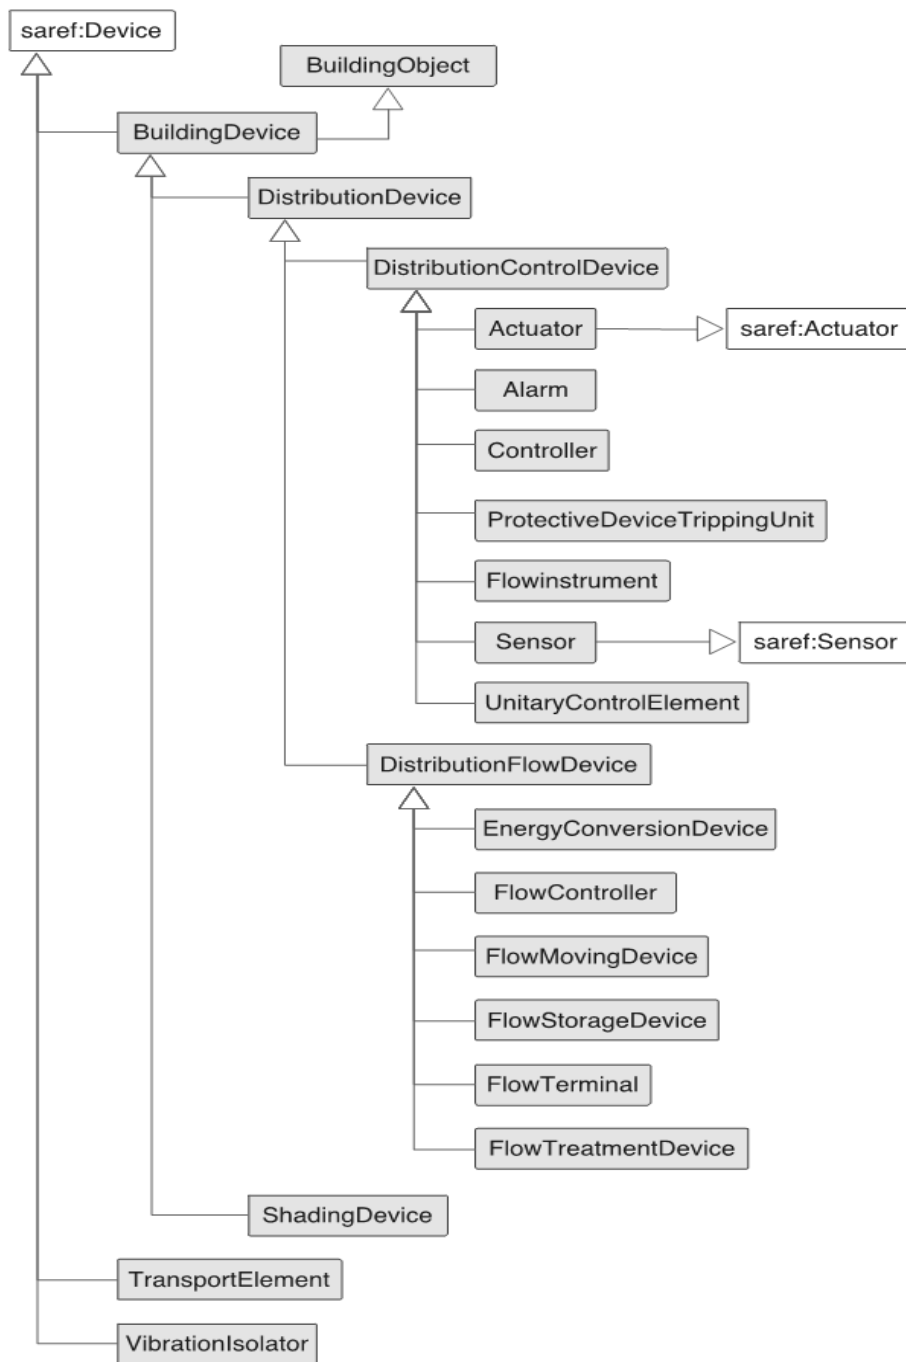 saref:Device
BuildingObject
BuildingDevice
DistributionDevice
DistributionControlDevice
Actuator
saref:Actuator
Alarm
Controller
ProtectiveDeviceTrippingUnit
Flowinstrument
Sensor
saref:Sensor
UnitaryControlElement
DistributionFlowDevice
EnergyConversionDevice
FlowController
FlowMovingDevice
FlowStorageDevice
FlowTerminal
FlowTreatmentDevice
ShadingDevice
TransportElement
VibrationIsolator